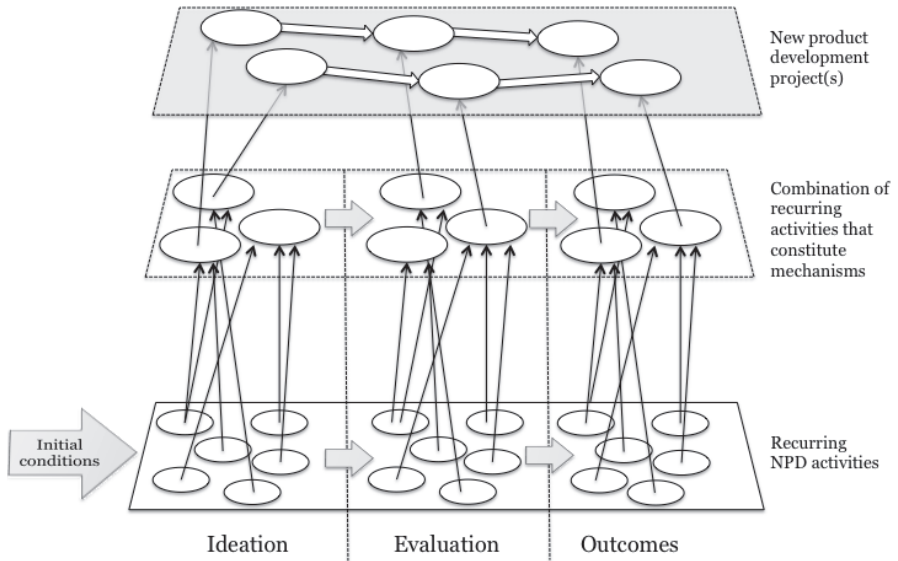 New product
development
project(s)
Combination of
recurring
activities that
constitute
mechanisms
Initial
conditions
Recurring
NPD activities
Ideation
Evaluation
Outcomes